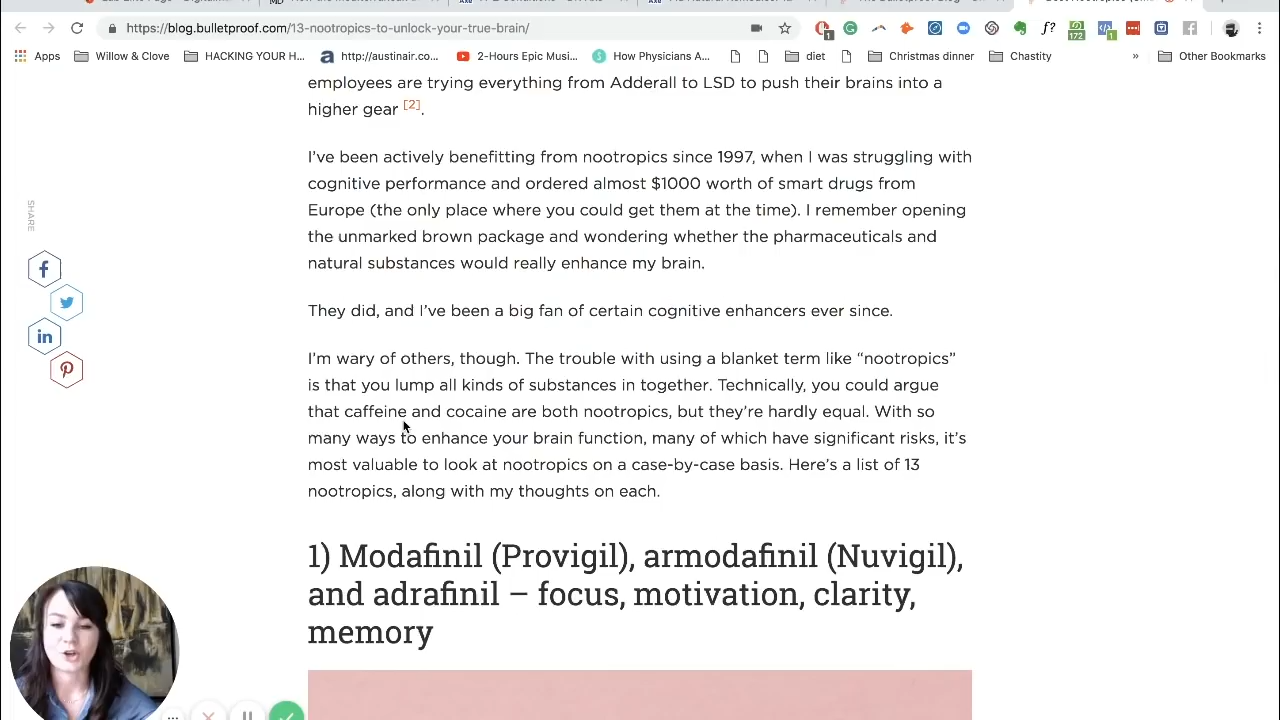 https://blog.bulletproof.com/13-nootropics-to-unlock-your-true-brain/
1
f?
172
1
Apps
Willow & Clove
HACKING YOUR H...
http://austinair.co...
2-Hours Epic Musi...
How Physicians A...
diet
Christmas dinner
Chastity
»
Other Bookmarks
employees are trying everything from Adderall to LSD to push their brains into a
higher gear [2].
I’ve been actively benefitting from nootropics since 1997, when I was struggling with
cognitive performance and ordered almost $1000 worth of smart drugs from
Europe (the only place where you could get them at the time). I remember opening
the unmarked brown package and wondering whether the pharmaceuticals and
natural substances would really enhance my brain.
They did, and I’ve been a big fan of certain cognitive enhancers ever since.
I’m wary of others, though. The trouble with using a blanket term like “nootropics”
is that you lump all kinds of substances in together. Technically, you could argue
that caffeine and cocaine are both nootropics, but they’re hardly equal. With so
many ways to enhance your brain function, many of which have significant risks, it’s
most valuable to look at nootropics on a case-by-case basis. Here’s a list of 13
nootropics, along with my thoughts on each.
SHARE
1) Modafinil (Provigil), armodafinil (Nuvigil),
and adrafinil – focus, motivation, clarity,
memory